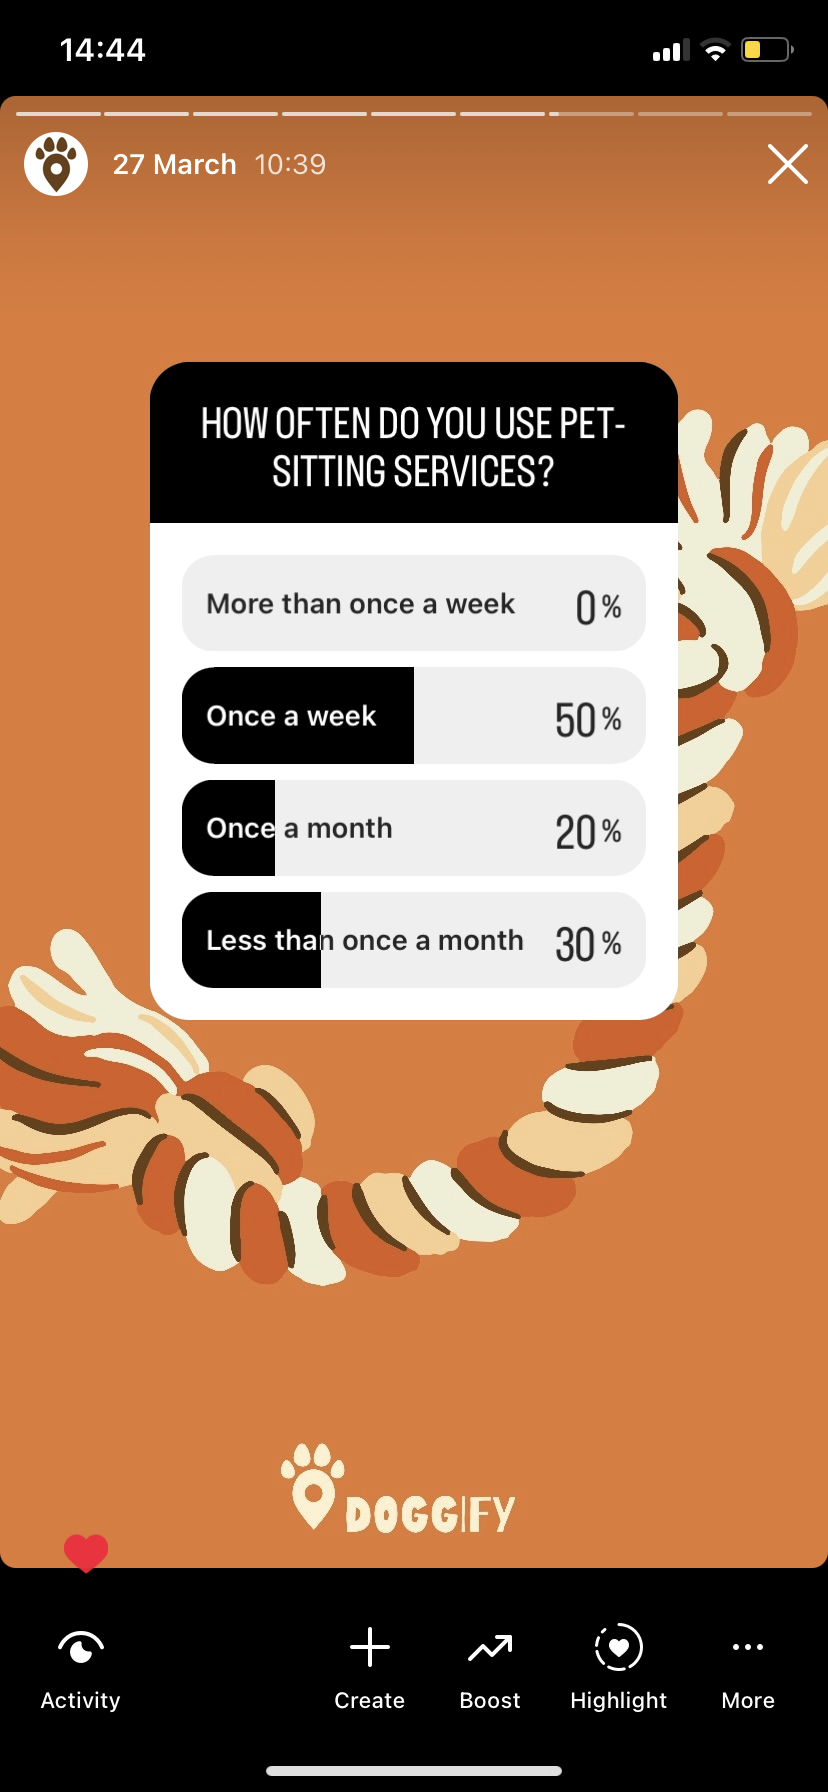 14:44
27 March 10:39
HOW OFTEN DO YOU USE PET-
SITTING SERVICES?
More than once a week 0%
Once a week 50%
Once a month 20%
Less than once a month 30%
DOGGIFY
Activity Create Boost Highlight More